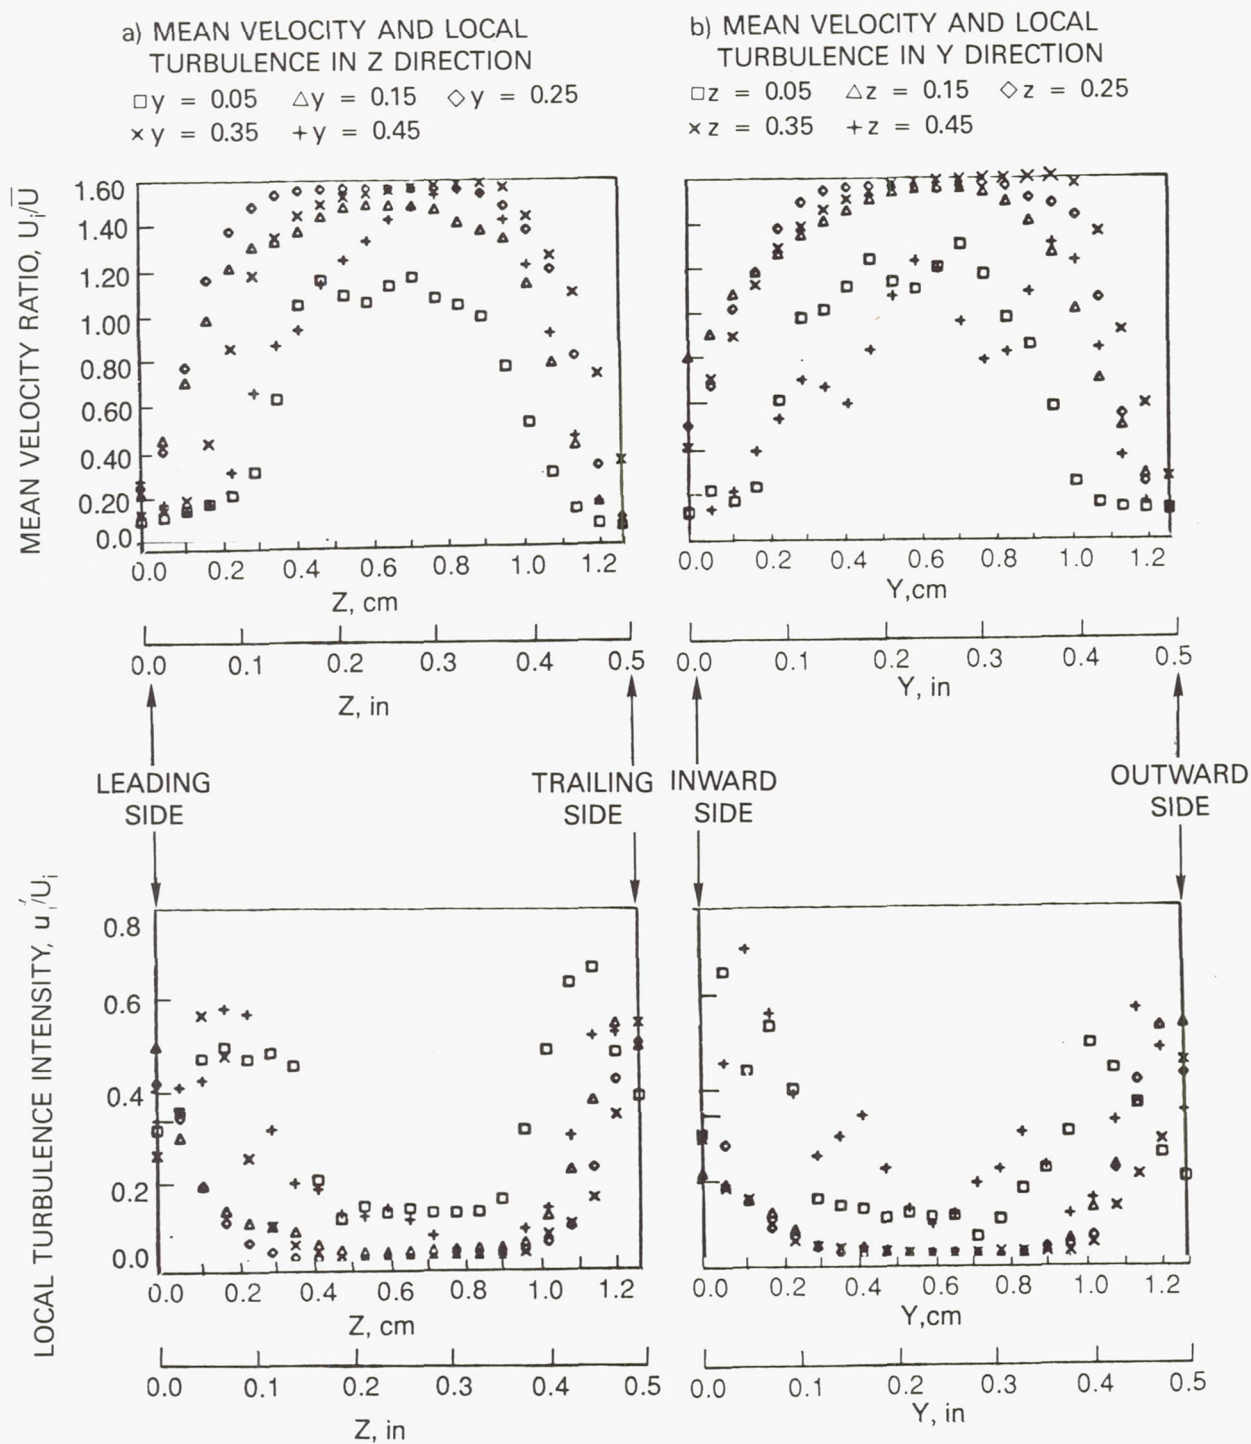 a) MEAN VELOCITY AND LOCAL
TURBULENCE IN Z DIRECTION
□ y = 0.05 △ y = 0.15 ◇ y = 0.25
× y = 0.35 + y = 0.45
b) MEAN VELOCITY AND LOCAL
TURBULENCE IN Y DIRECTION
□ z = 0.05 △ z = 0.15 ◇ z = 0.25
× z = 0.35 + z = 0.45
MEAN VELOCITY RATIO, Ui/U̅
1.60
1.40
1.20
1.00
0.80
0.60
0.40
0.20
0.0
0.0 0.2 0.4 0.6 0.8 1.0 1.2
Z, cm
0.0 0.1 0.2 0.3 0.4 0.5
Z, in
0.0 0.2 0.4 0.6 0.8 1.0 1.2
Y,cm
0.0 0.1 0.2 0.3 0.4 0.5
Y, in
LEADING
SIDE
TRAILING
SIDE
INWARD
SIDE
OUTWARD
SIDE
LOCAL TURBULENCE INTENSITY, ui′/Ui
0.8
0.6
0.4
0.2
0.0
0.0 0.2 0.4 0.6 0.8 1.0 1.2
Z, cm
0.0 0.1 0.2 0.3 0.4 0.5
Z, in
0.0 0.2 0.4 0.6 0.8 1.0 1.2
Y,cm
0.0 0.1 0.2 0.3 0.4 0.5
Y, in